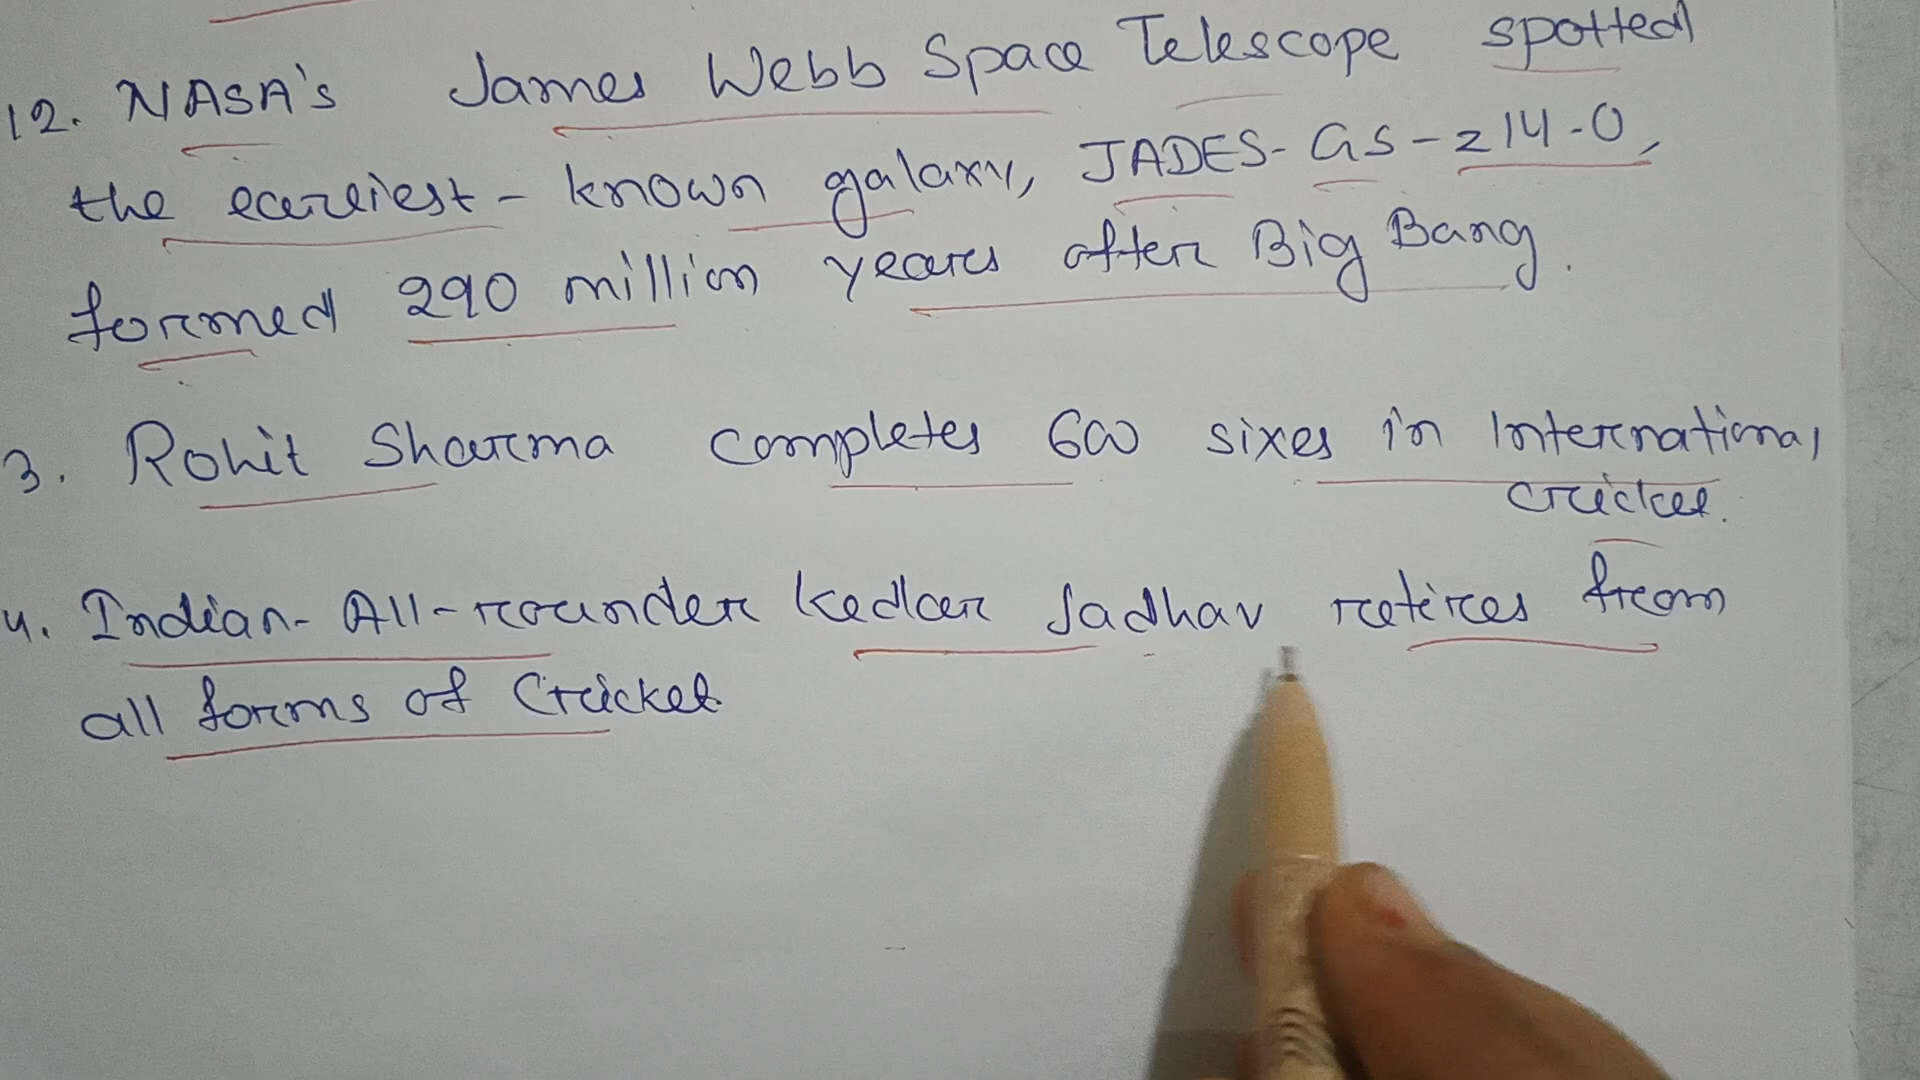 12. NASA's James Webb Space Telescope spotted
the earliest-known galaxy, JADES-GS-z14-0,
formed 290 million years after Big Bang.
3. Rohit Sharma completes 600 sixes in International
cricket.
4. Indian-All-rounder Kedar Jadhav retires from
all forms of Cricket.